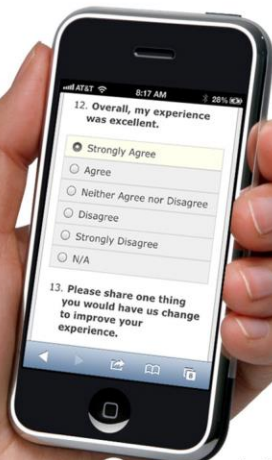 AT&T 8:17 AM 28%
12. Overall, my experience
was excellent.
Strongly Agree
Agree
Neither Agree nor Disagree
Disagree
Strongly Disagree
N/A
13. Please share one thing
you would have us change
to improve your
experience.